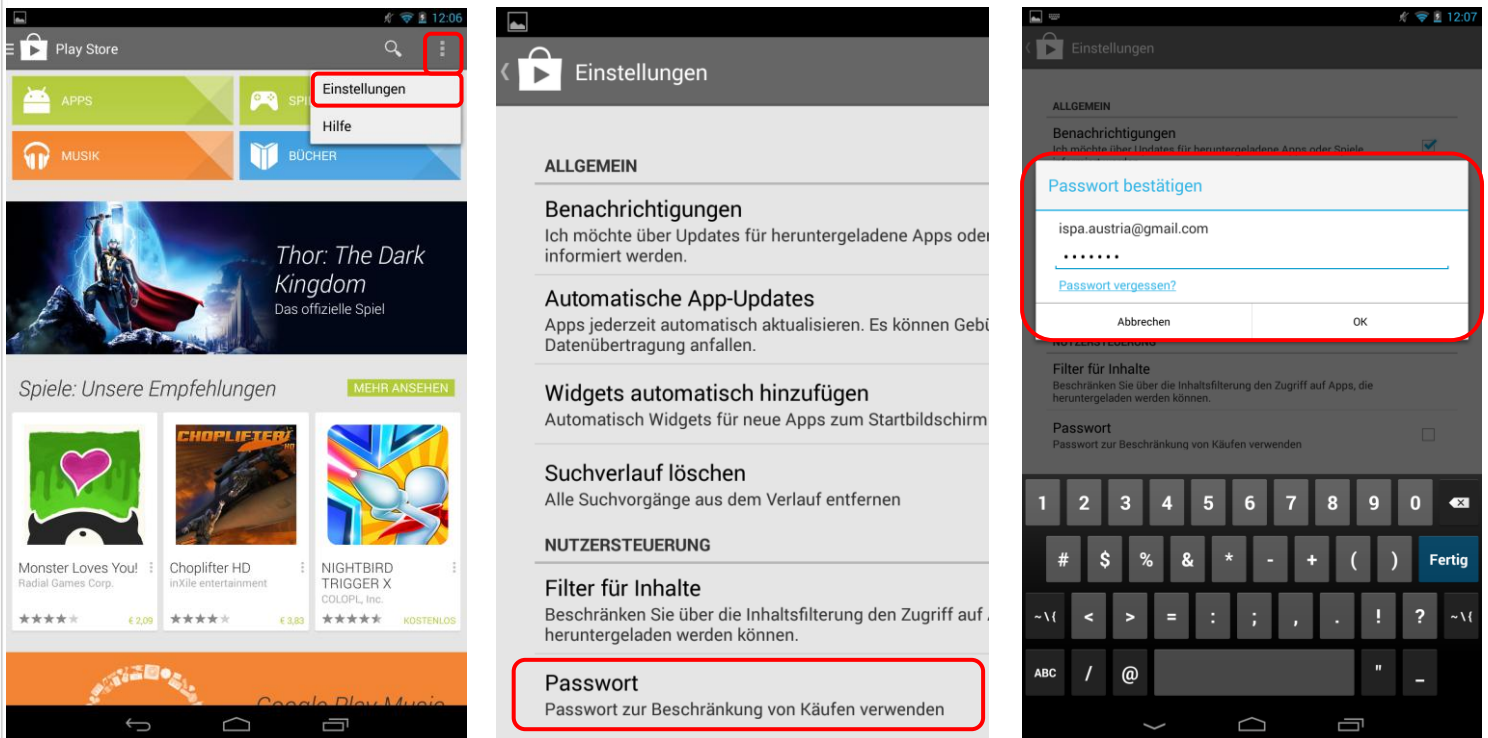 12:06
Play Store
Einstellungen
Hilfe
APPS
SPI
MUSIK
BÜCHER
Thor: The Dark
Kingdom
Das offizielle Spiel
Spiele: Unsere Empfehlungen
MEHR ANSEHEN
CHOPLIFTER
HD
Monster Loves You!
Radial Games Corp.
€ 2,09
Choplifter HD
inXile entertainment
€ 3,83
NIGHTBIRD
TRIGGER X
COLOPL, Inc.
KOSTENLOS
Google Play Music
Einstellungen
ALLGEMEIN
Benachrichtigungen
Ich möchte über Updates für heruntergeladene Apps oder
informiert werden.
Automatische App-Updates
Apps jederzeit automatisch aktualisieren. Es können Gebü
Datenübertragung anfallen.
Widgets automatisch hinzufügen
Automatisch Widgets für neue Apps zum Startbildschirm
Suchverlauf löschen
Alle Suchvorgänge aus dem Verlauf entfernen
NUTZERSTEUERUNG
Filter für Inhalte
Beschränken Sie über die Inhaltsfilterung den Zugriff auf
heruntergeladen werden können.
Passwort
Passwort zur Beschränkung von Käufen verwenden
12:07
Einstellungen
ALLGEMEIN
Benachrichtigungen
Ich möchte über Updates für heruntergeladene Apps oder Spiele
Passwort bestätigen
ispa.austria@gmail.com
•••••••
Passwort vergessen?
Abbrechen OK
NUTZERSTEUERUNG
Filter für Inhalte
Beschränken Sie über die Inhaltsfilterung den Zugriff auf Apps, die
heruntergeladen werden können.
Passwort
Passwort zur Beschränkung von Käufen verwenden
1 2 3 4 5 6 7 8 9 0
# $ % & * - + ( ) Fertig
~\{ < > = : ; , . ! ? ~\{
ABC / @ " _